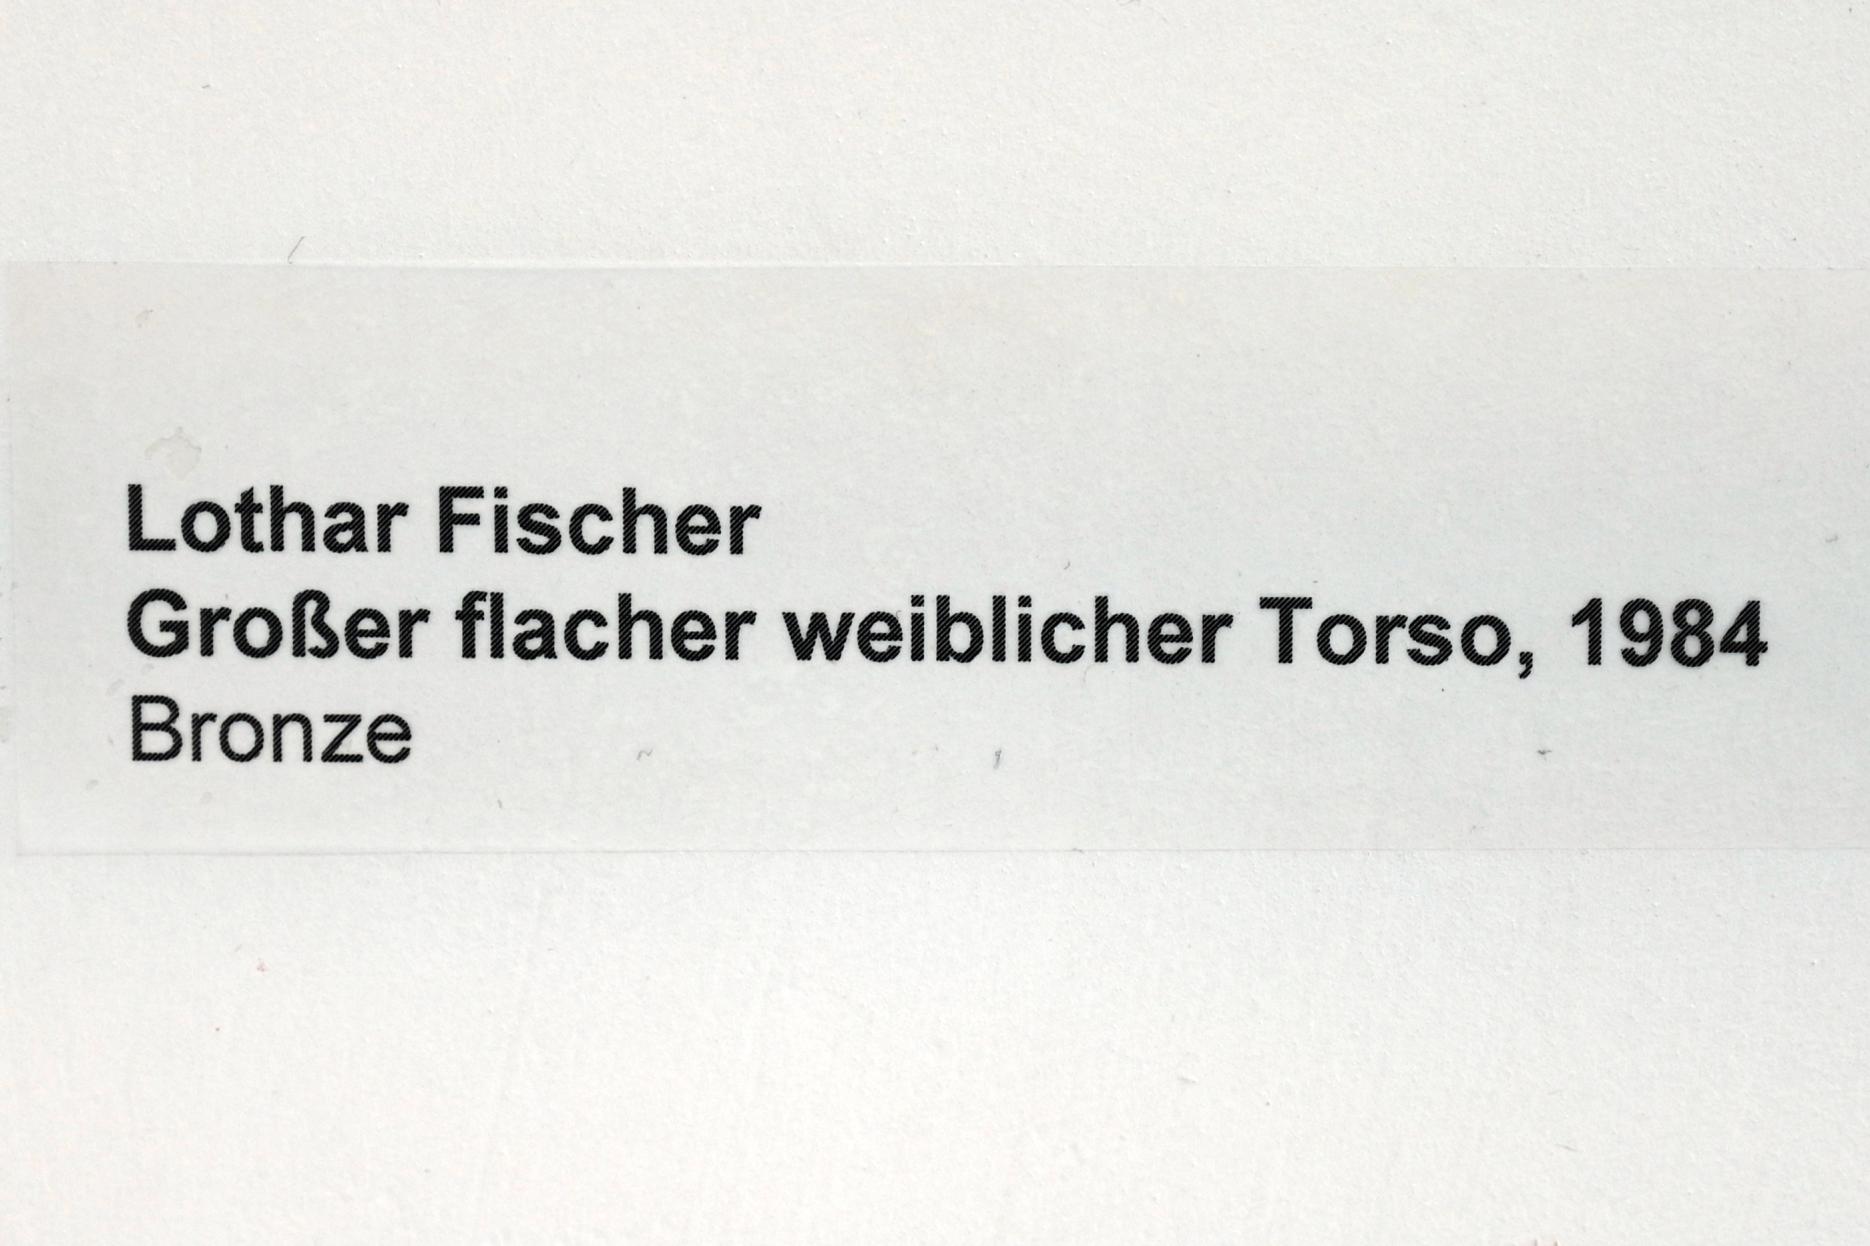 Lothar Fischer
Großer flacher weiblicher Torso, 1984
Bronze